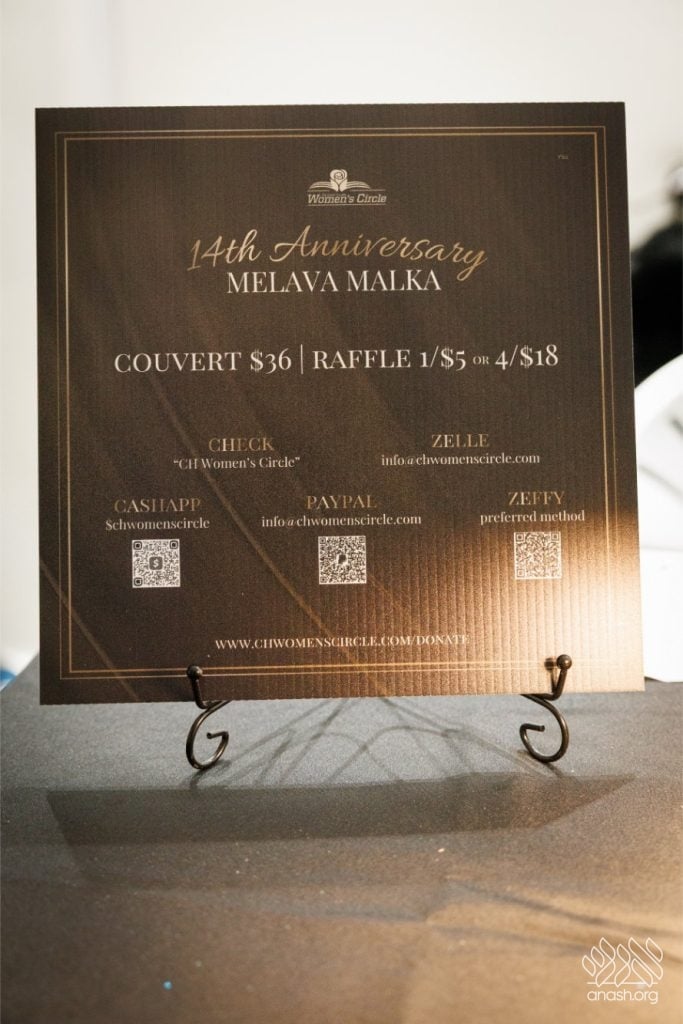 Women's Circle
14th Anniversary
MELAVA MALKA
COUVERT $36 | RAFFLE 1/$5 OR 4/$18
CHECK
“CH Women's Circle”
ZELLE
info@chwomenscircle.com
CASHAPP
$chwomenscircle
PAYPAL
info@chwomenscircle.com
ZEFFY
preferred method
WWW.CHWOMENSCIRCLE.COM/DONATE
anash.org